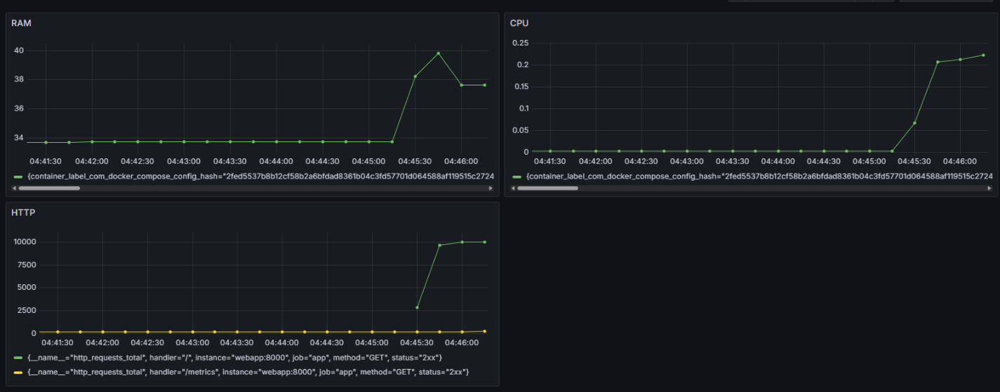 RAM
40
38
36
34
04:41:30 04:42:00 04:42:30 04:43:00 04:43:30 04:44:00 04:44:30 04:45:00 04:45:30 04:46:00
{container_label_com_docker_compose_config_hash="2fed5537b8b12cf58b2a6bfdad8361b04c3fd57701d064588af119515c2724
CPU
0.25
0.2
0.15
0.1
0.05
0
04:41:30 04:42:00 04:42:30 04:43:00 04:43:30 04:44:00 04:44:30 04:45:00 04:45:30 04:46:00
{container_label_com_docker_compose_config_hash="2fed5537b8b12cf58b2a6bfdad8361b04c3fd57701d064588af119515c2724
HTTP
10000
7500
5000
2500
0
04:41:30 04:42:00 04:42:30 04:43:00 04:43:30 04:44:00 04:44:30 04:45:00 04:45:30 04:46:00
{__name__="http_requests_total", handler="/", instance="webapp:8000", job="app", method="GET", status="2xx"}
{__name__="http_requests_total", handler="/metrics", instance="webapp:8000", job="app", method="GET", status="2xx"}